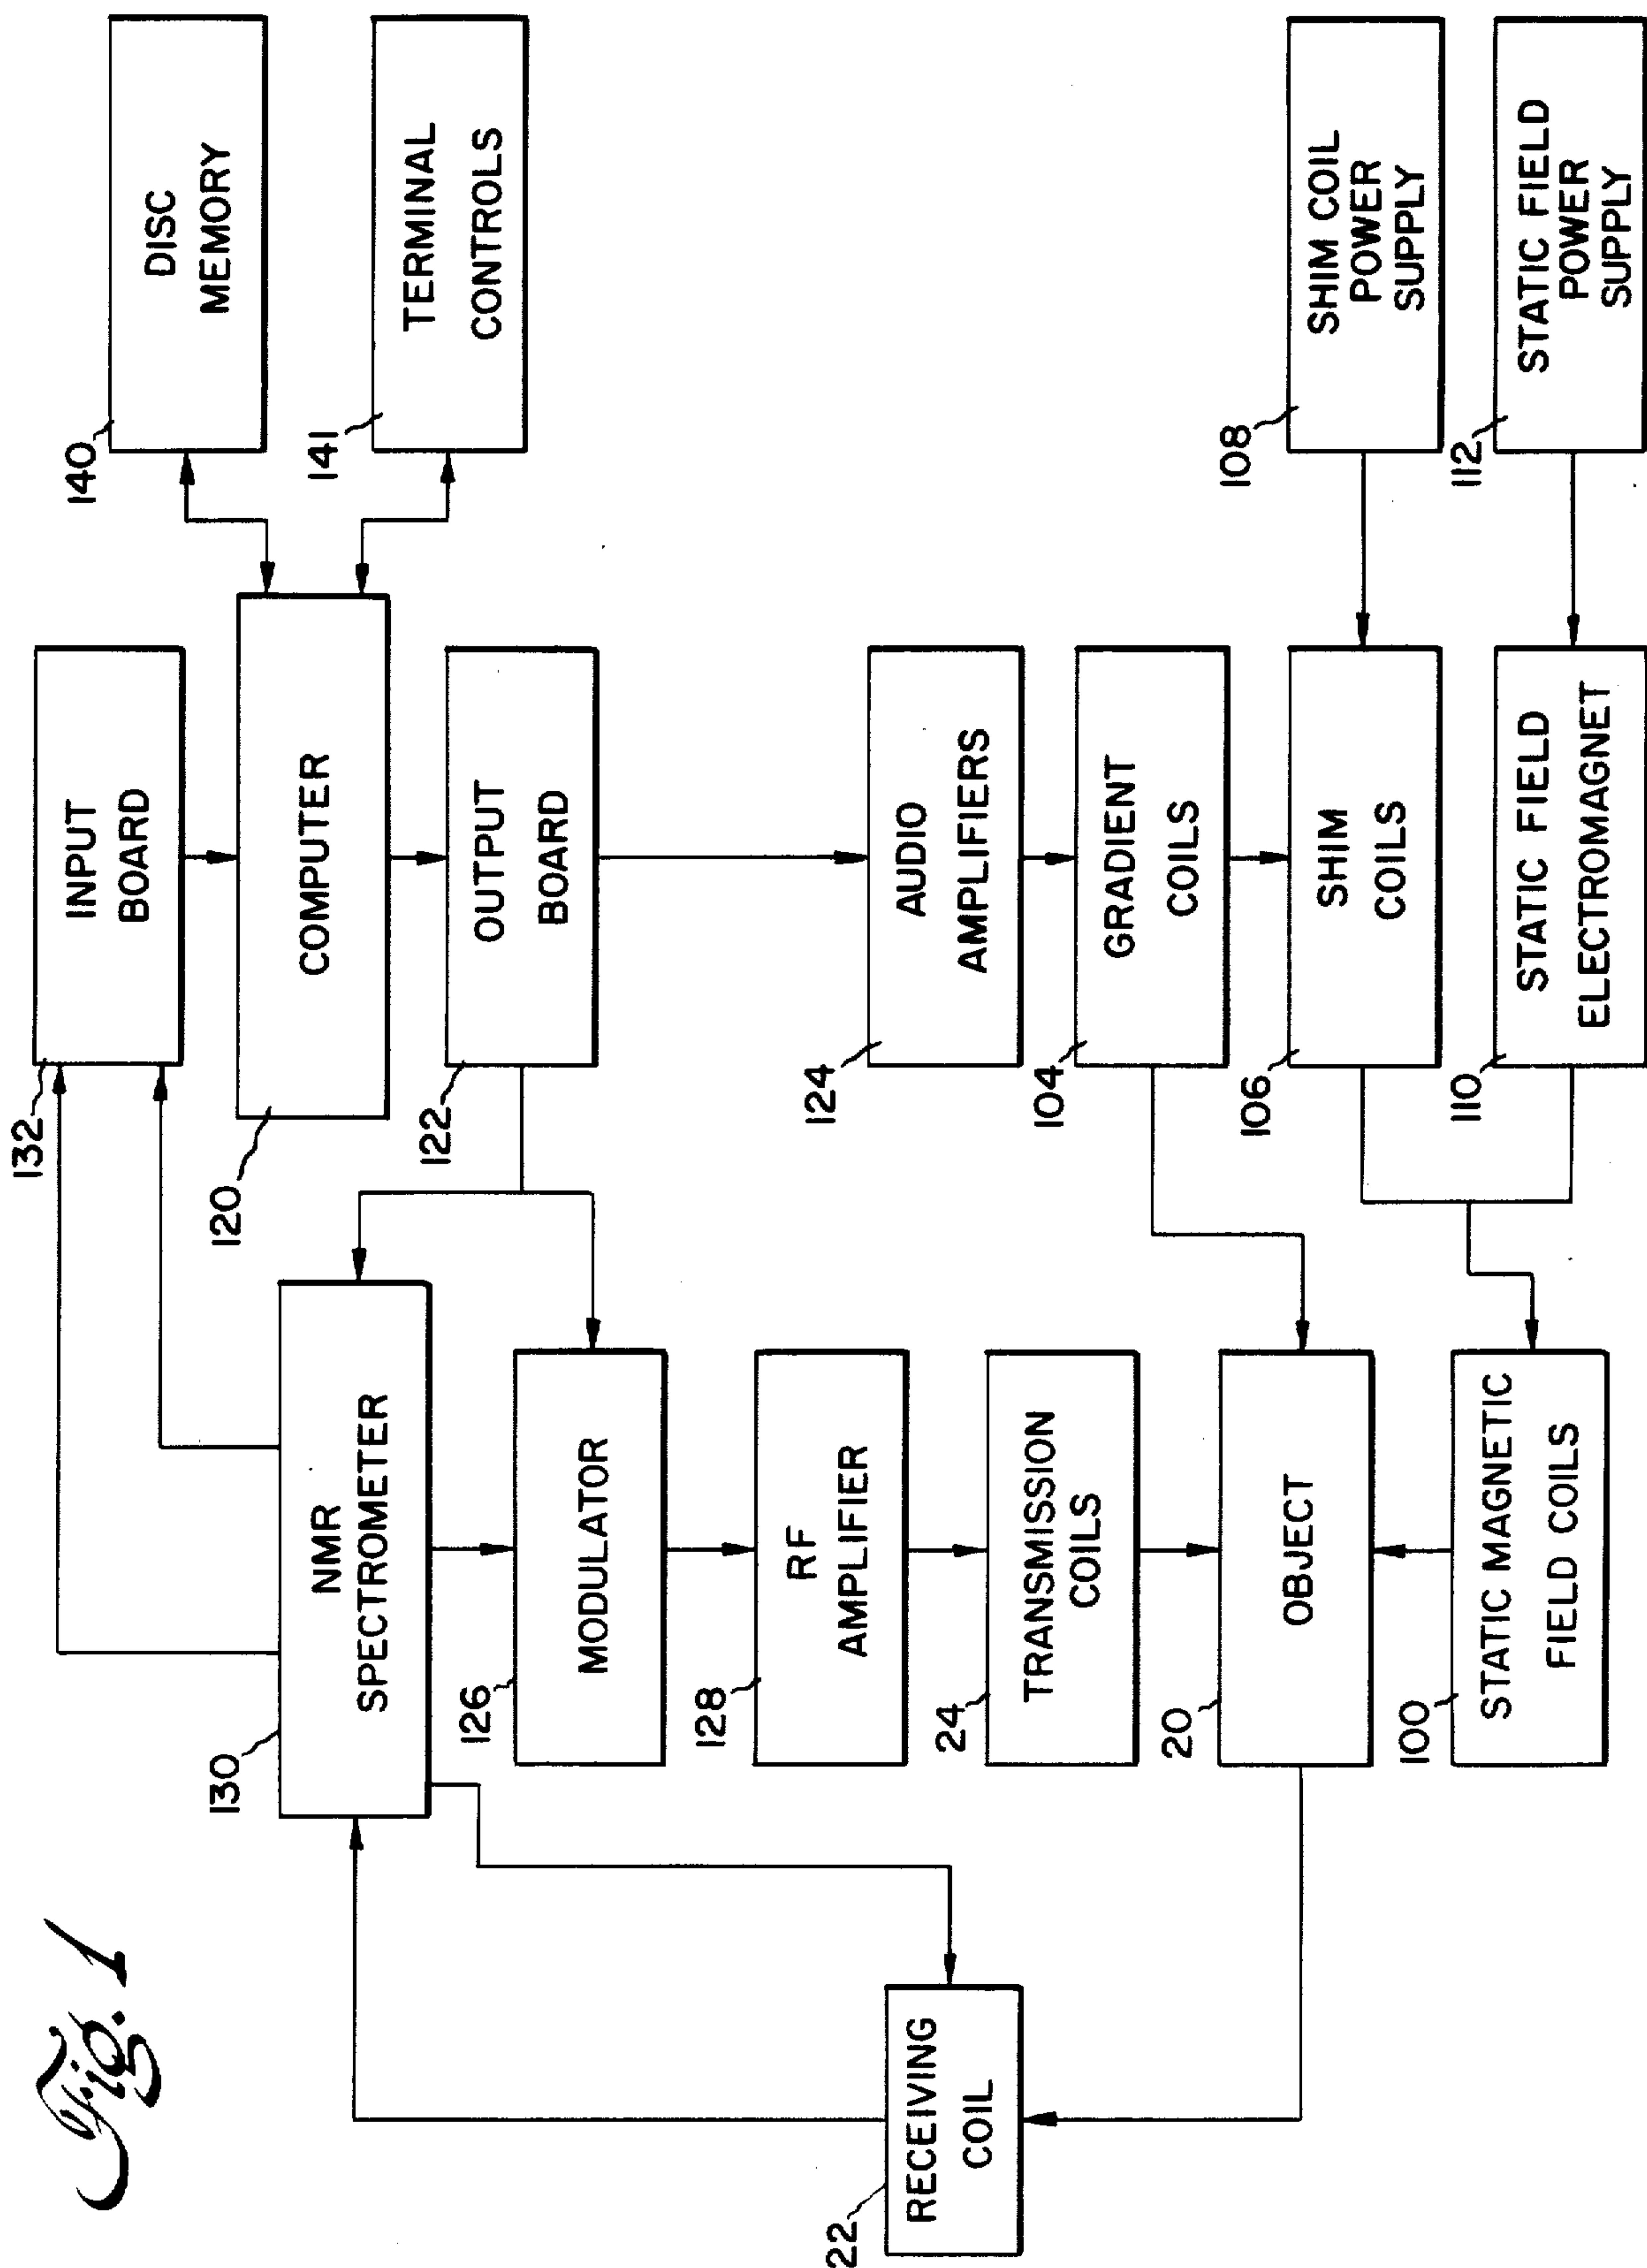 Fig. 1
132
INPUT
BOARD
120
COMPUTER
140
DISC
MEMORY
141
TERMINAL
CONTROLS
122
OUTPUT
BOARD
130
NMR
SPECTROMETER
126
MODULATOR
128
RF
AMPLIFIER
24
TRANSMISSION
COILS
20
OBJECT
100
STATIC MAGNETIC
FIELD COILS
22
RECEIVING
COIL
124
AUDIO
AMPLIFIERS
104
GRADIENT
COILS
106
SHIM
COILS
108
SHIM COIL
POWER
SUPPLY
110
STATIC FIELD
ELECTROMAGNET
112
STATIC FIELD
POWER
SUPPLY